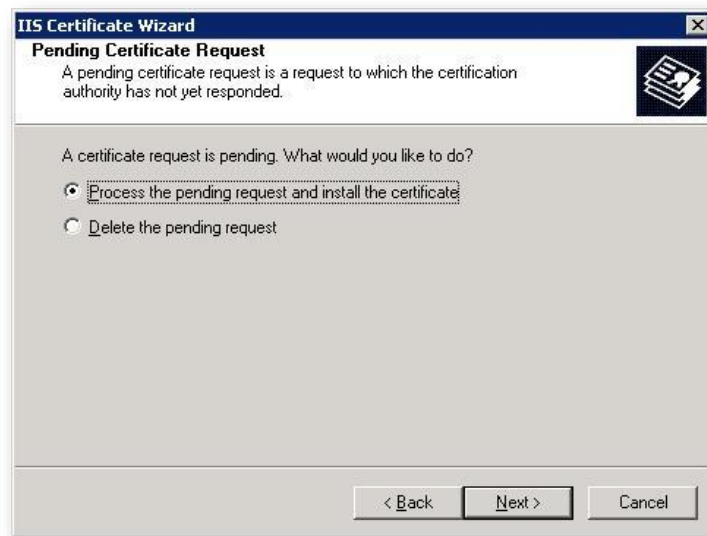 IIS Certificate Wizard
Pending Certificate Request
A pending certificate request is a request to which the certification
authority has not yet responded.
A certificate request is pending. What would you like to do?
Process the pending request and install the certificate
Delete the pending request
< Back
Next >
Cancel